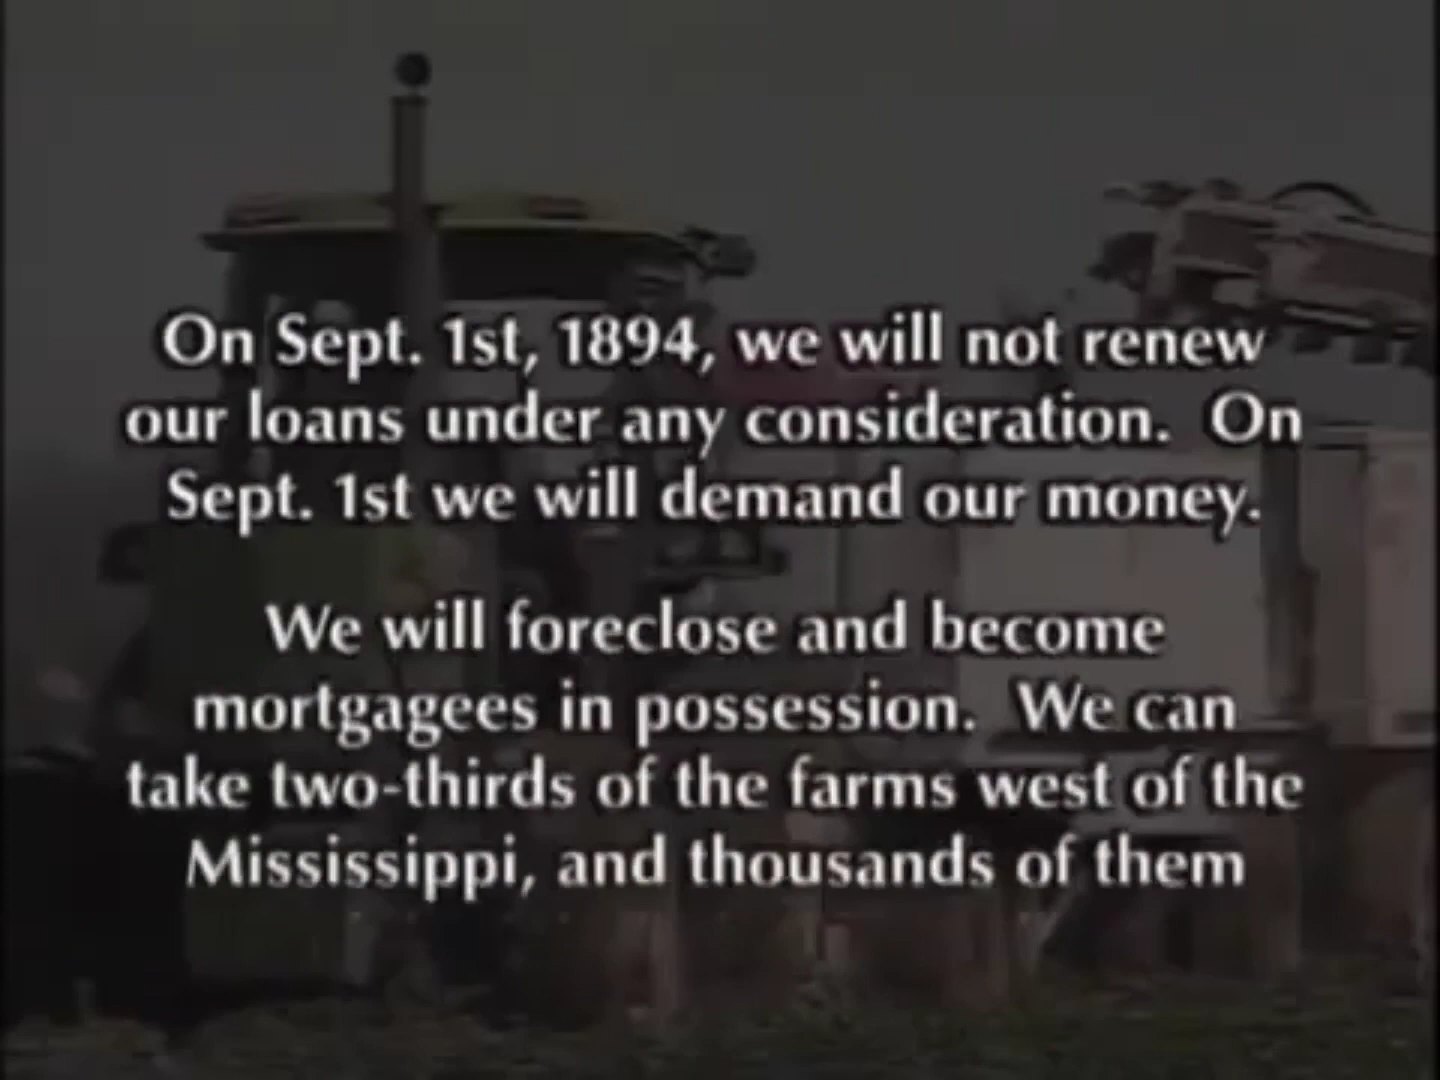 On Sept. 1st, 1894, we will not renew
our loans under any consideration.  On
Sept. 1st we will demand our money.
We will foreclose and become
mortgagees in possession.  We can
take two-thirds of the farms west of the
Mississippi, and thousands of them